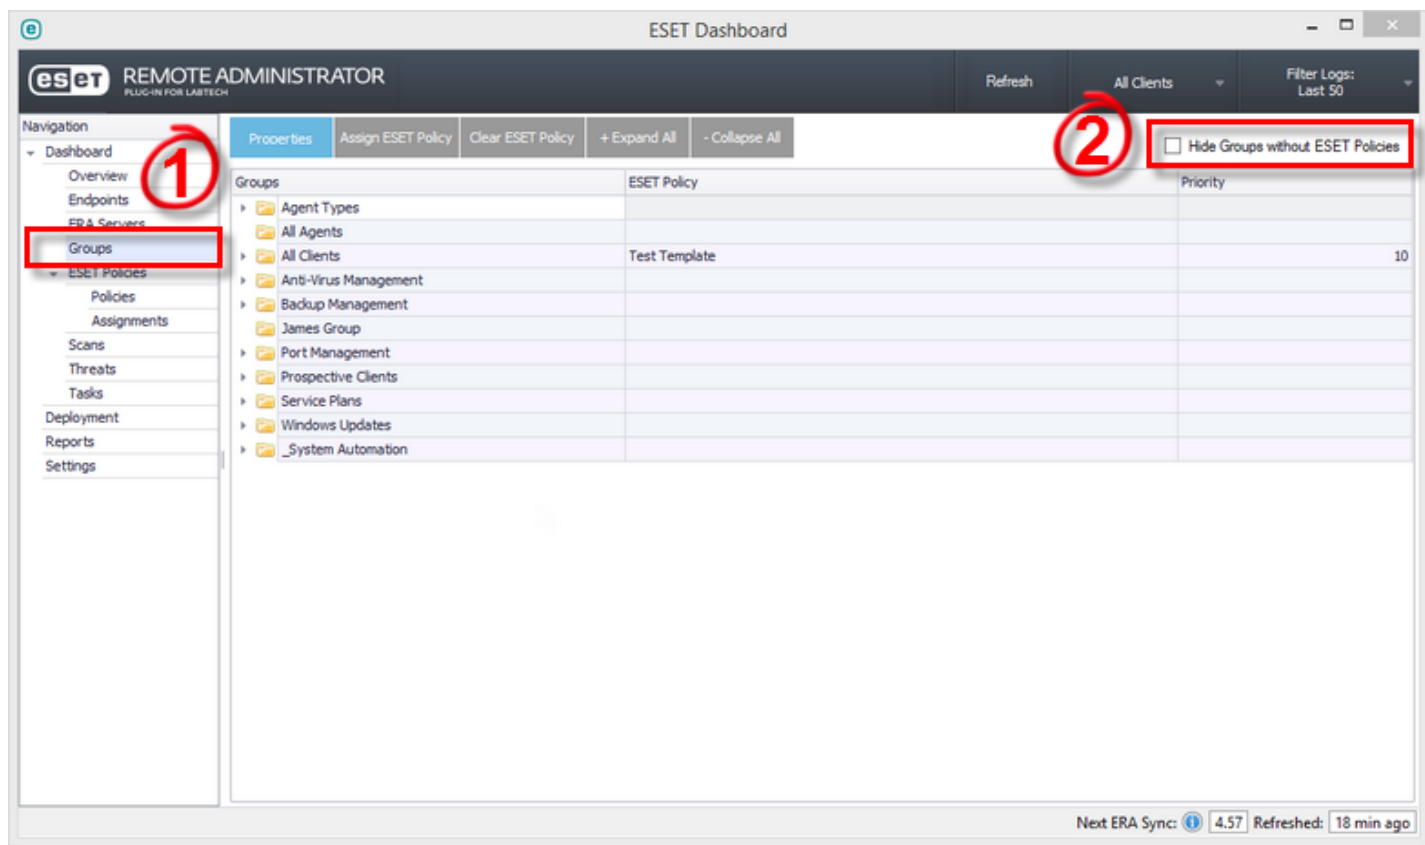 e
ESET Dashboard
eset REMOTE ADMINISTRATOR
PLUG-IN FOR LABTECH
Refresh
All Clients
Filter Logs:
Last 50
Navigation
Dashboard
Overview
Endpoints
ERA Servers
Groups
ESET Policies
Policies
Assignments
Scans
Threats
Tasks
Deployment
Reports
Settings
1
Properties Assign ESET Policy Clear ESET Policy + Expand All - Collapse All
2
Hide Groups without ESET Policies
Groups ESET Policy Priority
Agent Types
All Agents
All Clients Test Template 10
Anti-Virus Management
Backup Management
James Group
Port Management
Prospective Clients
Service Plans
Windows Updates
_System Automation
Next ERA Sync: 4.57 Refreshed: 18 min ago